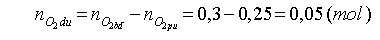 n_{O_2 du} = n_{O_2 bd} − n_{O_2 pu} = 0,3 − 0,25 = 0,05 (mol)